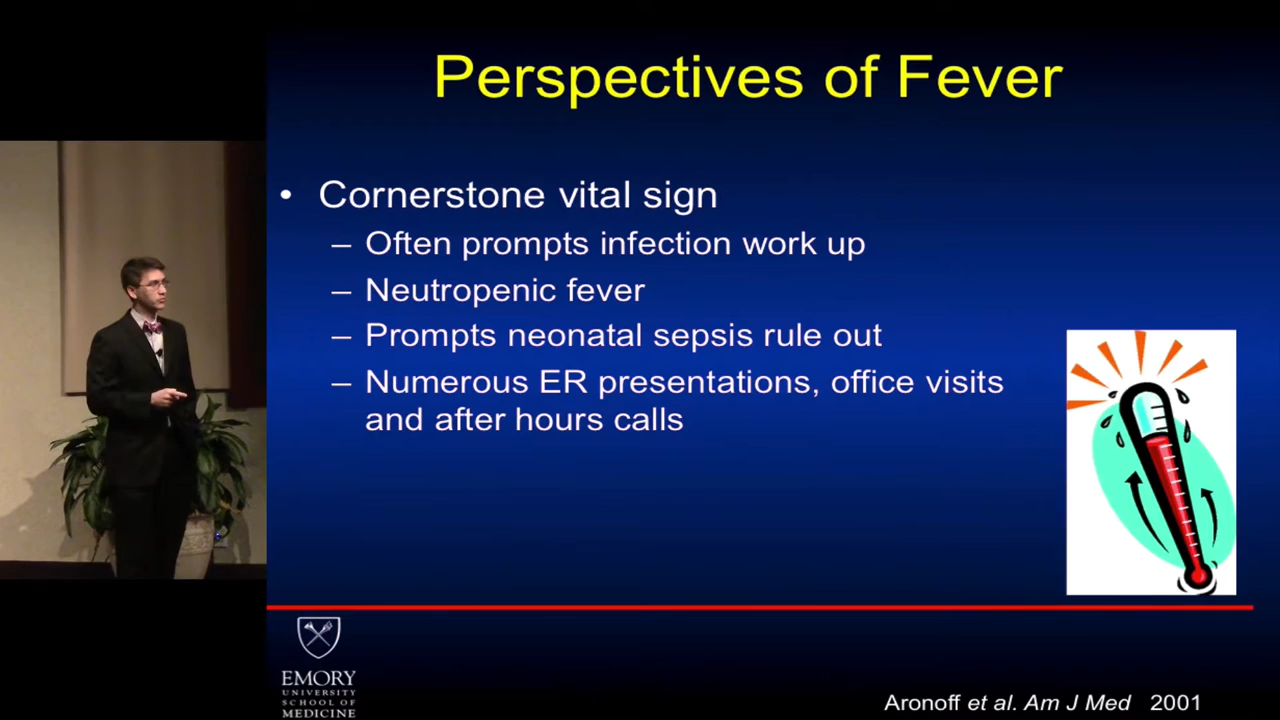 Perspectives of Fever
• Cornerstone vital sign
– Often prompts infection work up
– Neutropenic fever
– Prompts neonatal sepsis rule out
– Numerous ER presentations, office visits
and after hours calls
EMORY
UNIVERSITY
SCHOOL OF
MEDICINE
Aronoff et al. Am J Med 2001